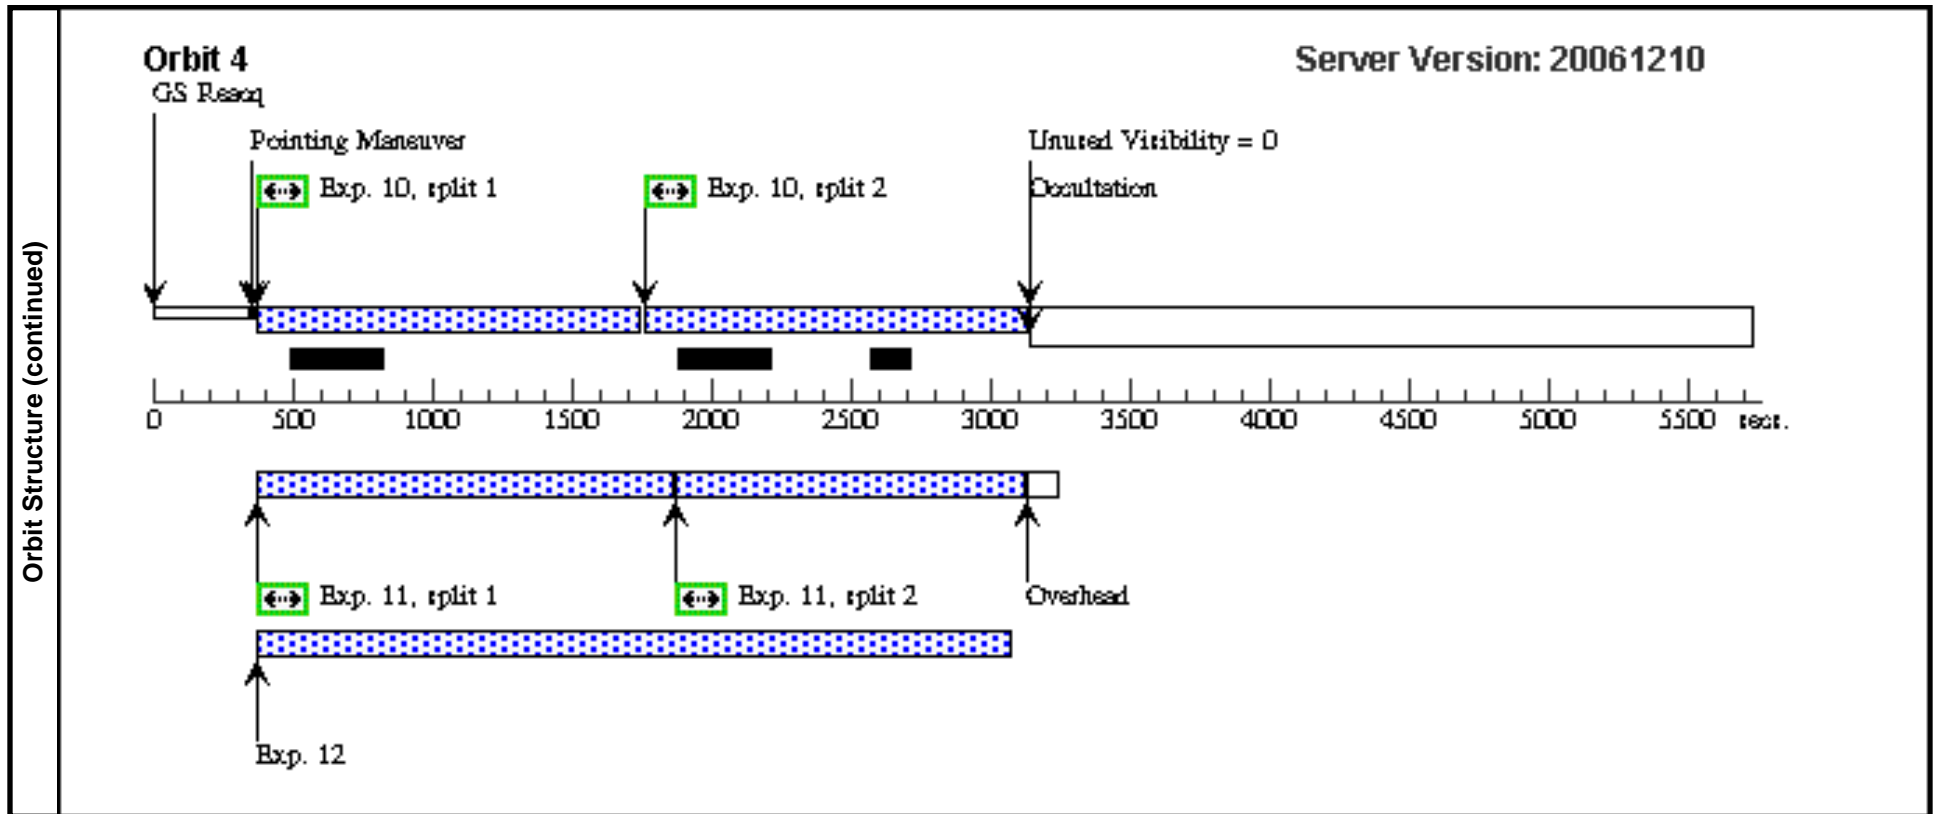 Orbit Structure (continued)
Orbit 4
Server Version: 20061210
GS Reacq
Pointing Maneuver
Unused Visibility = 0
Exp. 10, split 1
Exp. 10, split 2
Occultation
0 500 1000 1500 2000 2500 3000 3500 4000 4500 5000 5500 secs.
Exp. 11, split 1
Exp. 11, split 2
Overhead
Exp. 12